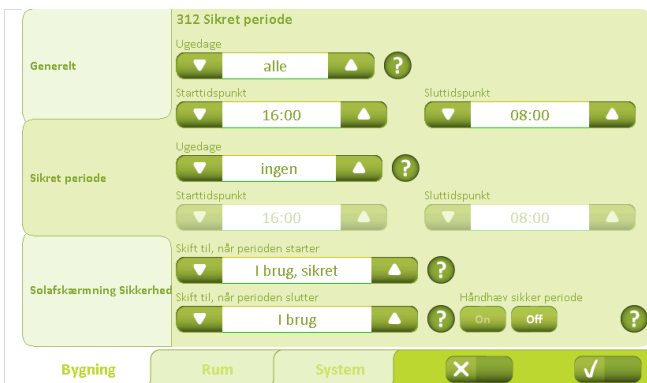 312 Sikret periode
Generelt
Ugedage
alle
?
Starttidspunkt
Sluttidspunkt
16:00
08:00
Sikret periode
Ugedage
ingen
?
Starttidspunkt
Sluttidspunkt
16:00
08:00
Solafskærmning Sikkerhed
Skift til, når perioden starter
I brug, sikret
?
Skift til, når perioden slutter
Håndhæv sikker periode
I brug
?
On
Off
?
Bygning
Rum
System